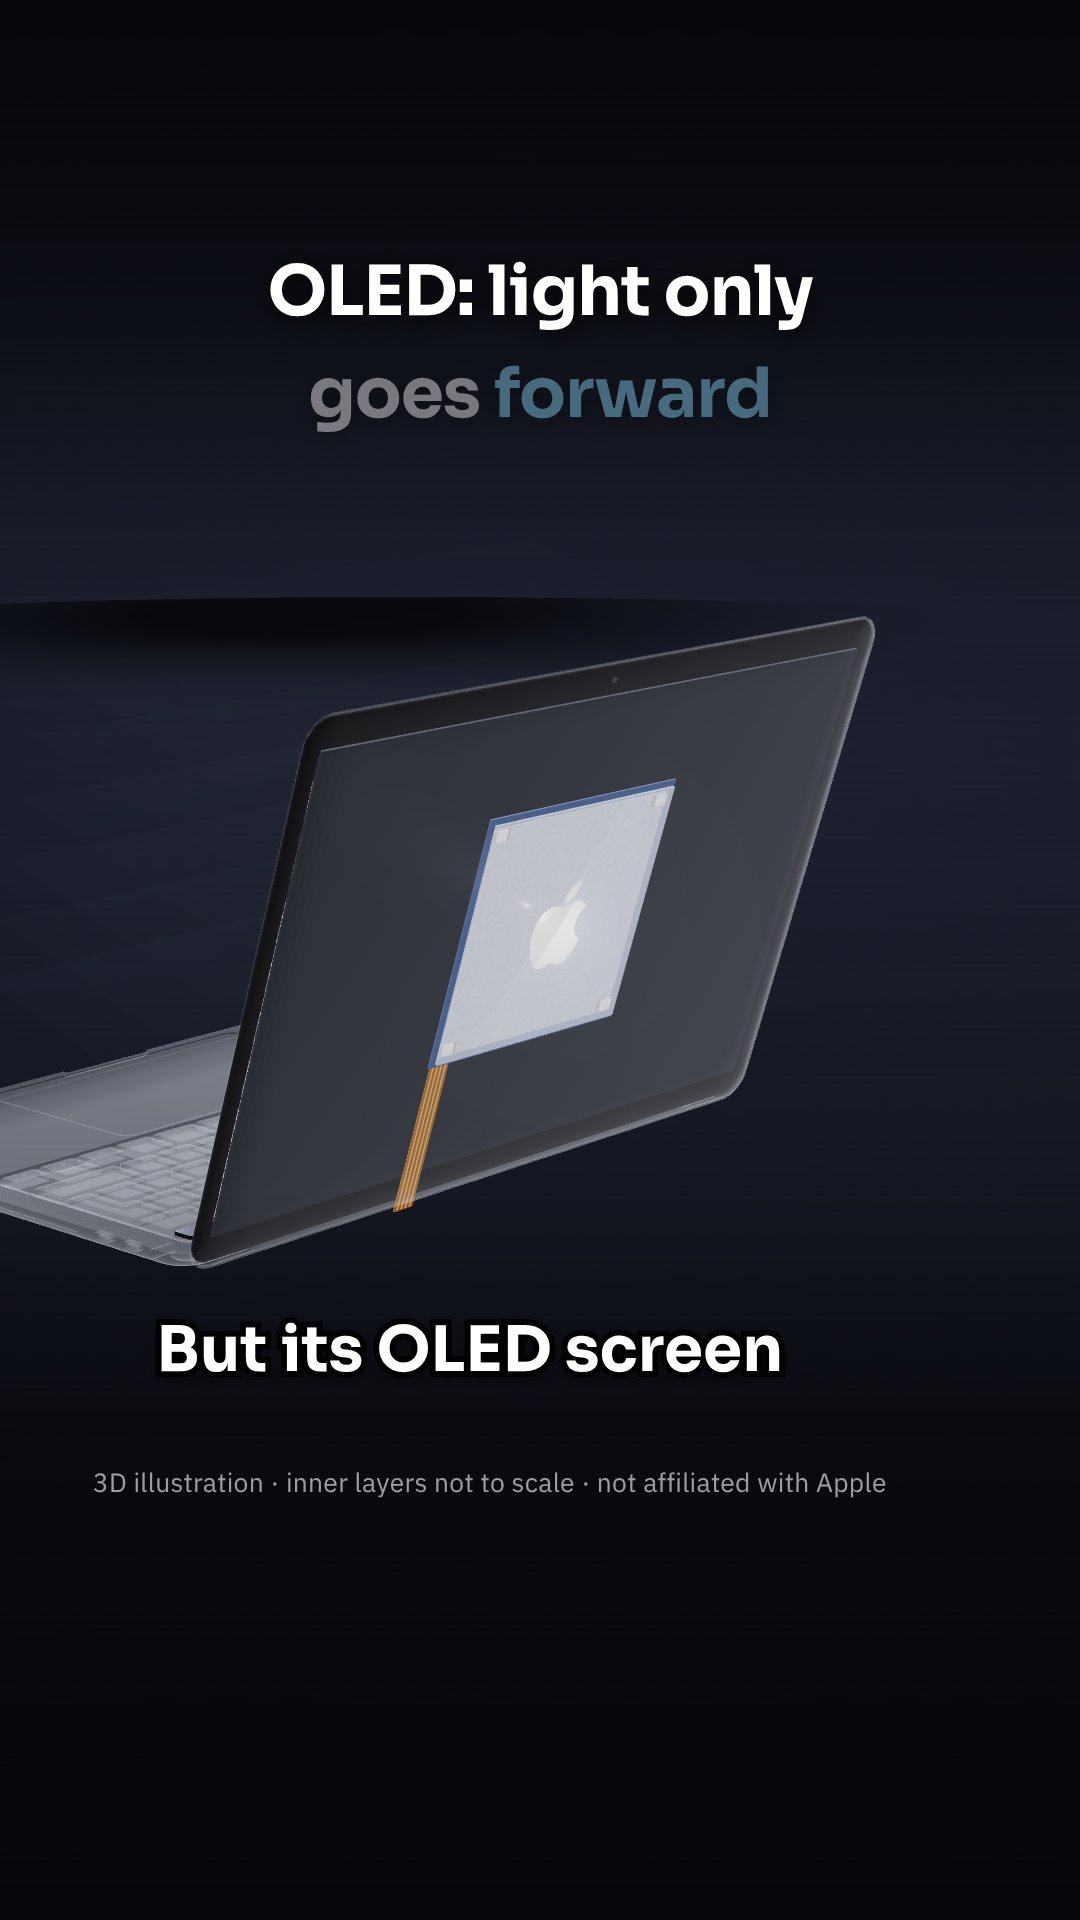 OLED: light only
goes forward
But its OLED screen
3D illustration · inner layers not to scale · not affiliated with Apple